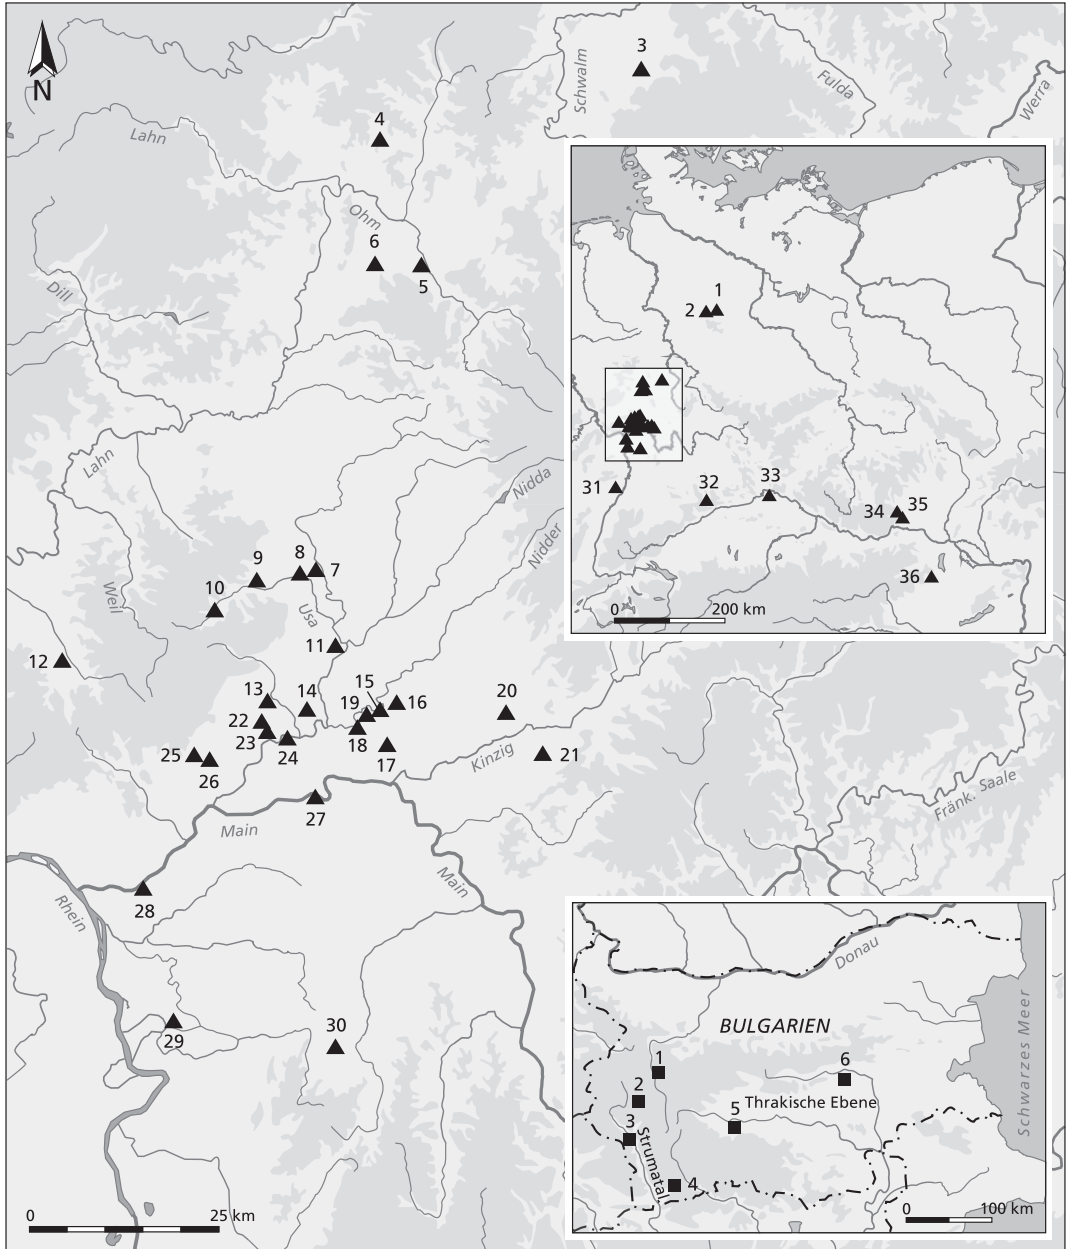 N
3
Schwalm
Fulda
Werra
4
Lahn
Ohm
6
5
Dill
Lahn
Nidda
Nidder
9
8
7
10
Usa
Weil
11
12
13
14
15
16
19
20
22
18
23
24
17
Kinzig
21
25
26
Main
27
Fränk. Saale
28
Rhein
Main
29
30
0 25 km
1
2
31
32
33
34
35
36
0 200 km
Donau
BULGARIEN
1
6
2
Thrakische Ebene
5
3
Strumatal
4
Schwarzes Meer
0 100 km